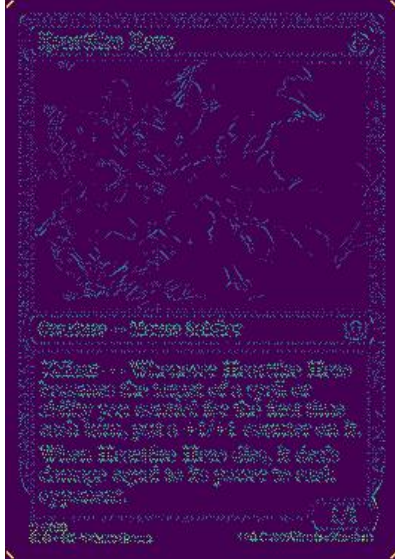 Heartfire Hero
Creature — Mouse Soldier
Valiant — Whenever Heartfire Hero
becomes the target of a spell or
ability you control for the first time
each turn, put a +1/+1 counter on it.
When Heartfire Hero dies, it deals
damage equal to its power to each
opponent.
1/1